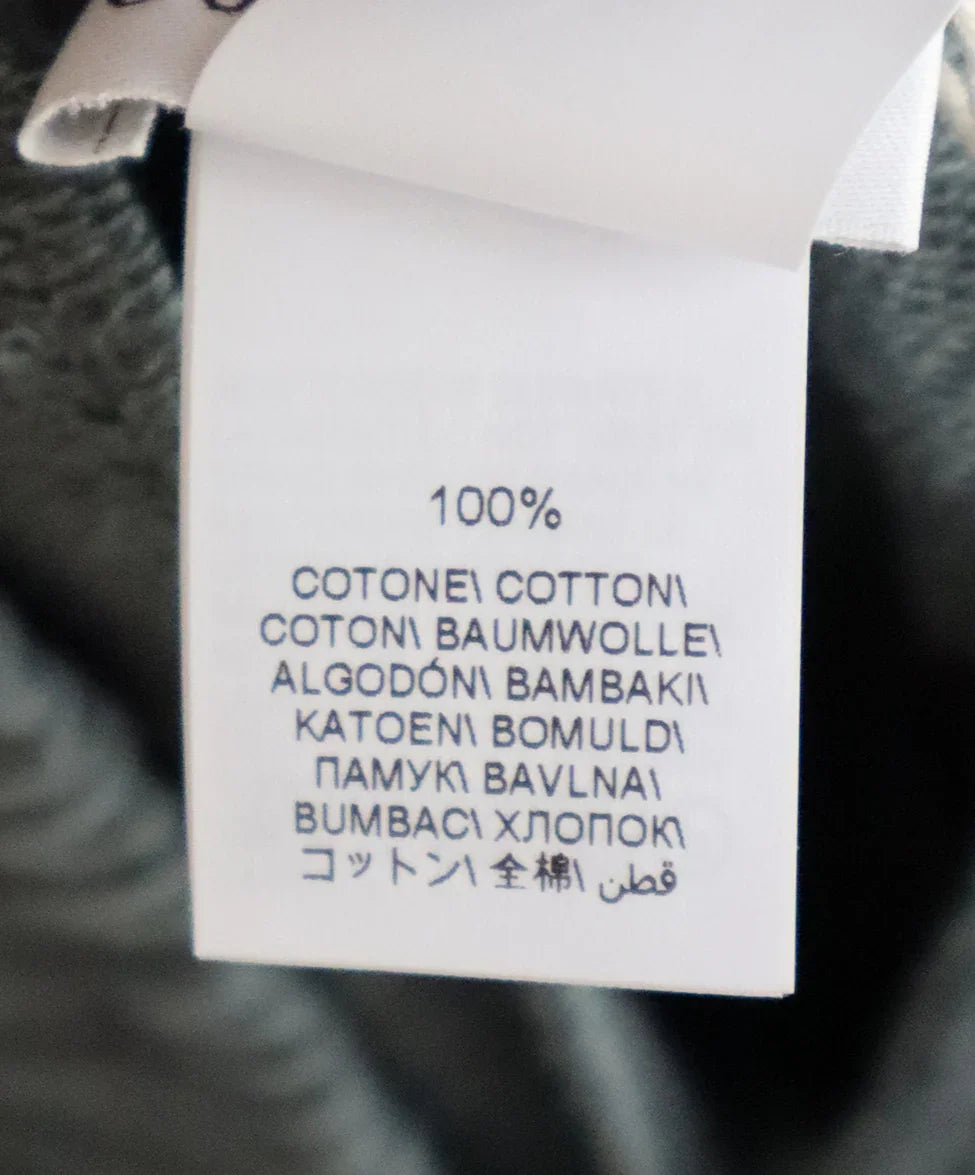 100%
COTONE\ COTTON\
COTON\ BAUMWOLLE\
ALGODÓN\ BAMBAKI\
KATOEN\ BOMULD\
ПАМУК\ BAVLNA\
BUMBAC\ ХЛОПОК\
コットン\ 全棉\ قطن